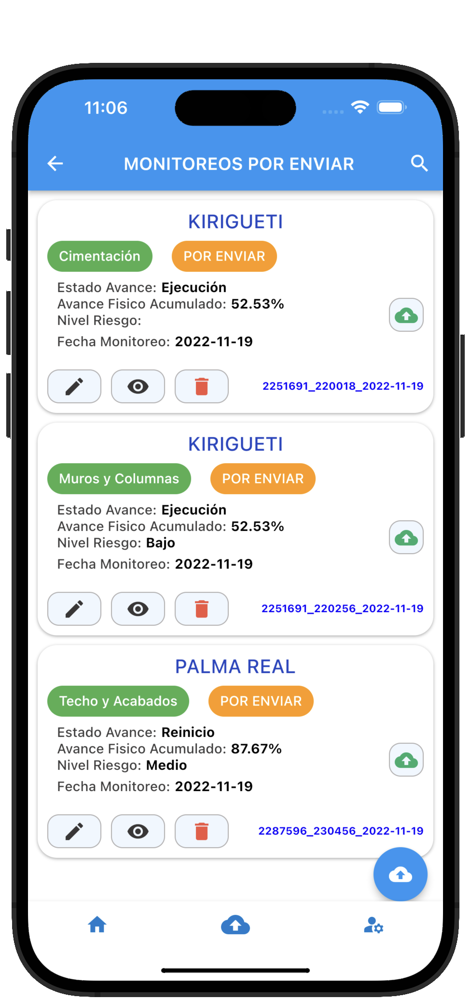 11:06
MONITOREOS POR ENVIAR
KIRIGUETI
Cimentación POR ENVIAR
Estado Avance: Ejecución
Avance Fisico Acumulado: 52.53%
Nivel Riesgo:
Fecha Monitoreo: 2022-11-19
2251691_220018_2022-11-19
KIRIGUETI
Muros y Columnas POR ENVIAR
Estado Avance: Ejecución
Avance Fisico Acumulado: 52.53%
Nivel Riesgo: Bajo
Fecha Monitoreo: 2022-11-19
2251691_220256_2022-11-19
PALMA REAL
Techo y Acabados POR ENVIAR
Estado Avance: Reinicio
Avance Fisico Acumulado: 87.67%
Nivel Riesgo: Medio
Fecha Monitoreo: 2022-11-19
2287596_230456_2022-11-19